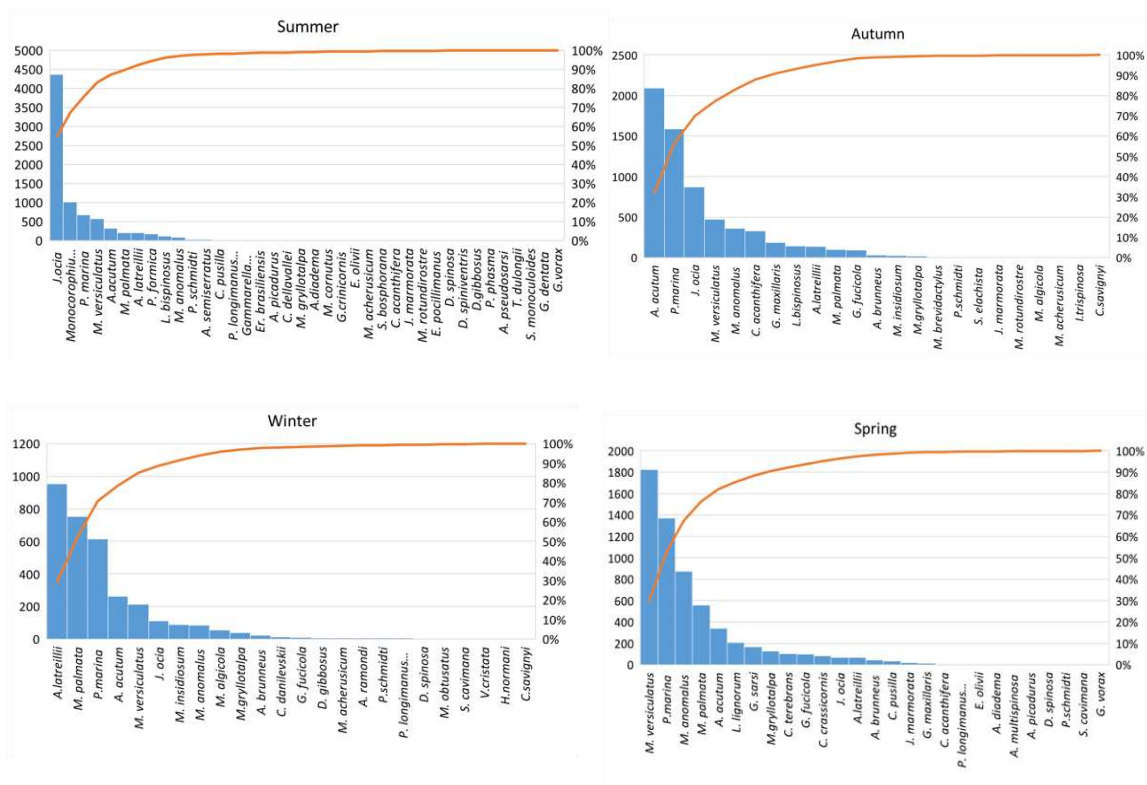 Summer
5000
4500
4000
3500
3000
2500
2000
1500
1000
500
0
100%
90%
80%
70%
60%
50%
40%
30%
20%
10%
0%
J.ocia
Monocorophiu...
P. marina
M. versiculatus
A.acutum
M. palmata
A. latreillii
P. formica
L. bispinosus
M. anomalus
P. schmidti
A. semiserratus
C. pusilla
P. longimanus...
Gammarella...
Er. brasiliensis
A. picadurus
C. dellavallei
M. gryllotalpa
A.diadema
M. cornutus
G.crinicornis
E. olivii
M. acherusicum
S. bosphorana
C. acanthifera
J. marmorata
M. rotundirostre
E. pocillimanus
D. spinosa
D. spiniventris
D.gibbosus
P. phasma
A. pseudosarsi
T. dulongii
S. monoculoides
G. dentata
G.vorax
Autumn
2500
2000
1500
1000
500
0
100%
90%
80%
70%
60%
50%
40%
30%
20%
10%
0%
A. acutum
P.marina
J. ocia
M. versiculatus
M. anomalus
C. acanthifera
G. maxillaris
L.bispinosus
A.latreillii
M. palmata
G. fucicola
A. brunneus
M. insidiosum
M.gryllotalpa
M. brevidactylus
P.schmidti
S. elachista
J. marmorata
M. rotundirostre
M. algicola
M. acherusicum
I.trispinosa
C.savignyi
Winter
1200
1000
800
600
400
200
0
100%
90%
80%
70%
60%
50%
40%
30%
20%
10%
0%
A.latreillii
M. palmata
P.marina
A. acutum
M. versiculatus
J. ocia
M. insidiosum
M. anomalus
M. algicola
M.gryllotalpa
A. brunneus
C. danilevskii
G. fucicola
D. gibbosus
M. acherusicum
A. ramondi
P.schmidti
P. longimanus...
D. spinosa
M. obtusatus
S. cavimana
V.cristata
H.normani
C.savignyi
Spring
2000
1800
1600
1400
1200
1000
800
600
400
200
0
100%
90%
80%
70%
60%
50%
40%
30%
20%
10%
0%
M. versiculatus
P.marina
M. anomalus
M. palmata
A. acutum
L. lignorum
G. sarsi
M.gryllotalpa
C. terebrans
G. fucicola
C. crassicornis
J. ocia
A.latreillii
A. brunneus
C. pusilla
J. marmorata
G. maxillaris
C. acanthifera
P. longimanus...
E. olivii
A. diadema
A. multispinosa
A. picadurus
D. spinosa
P.schmidti
S. cavimana
G. vorax